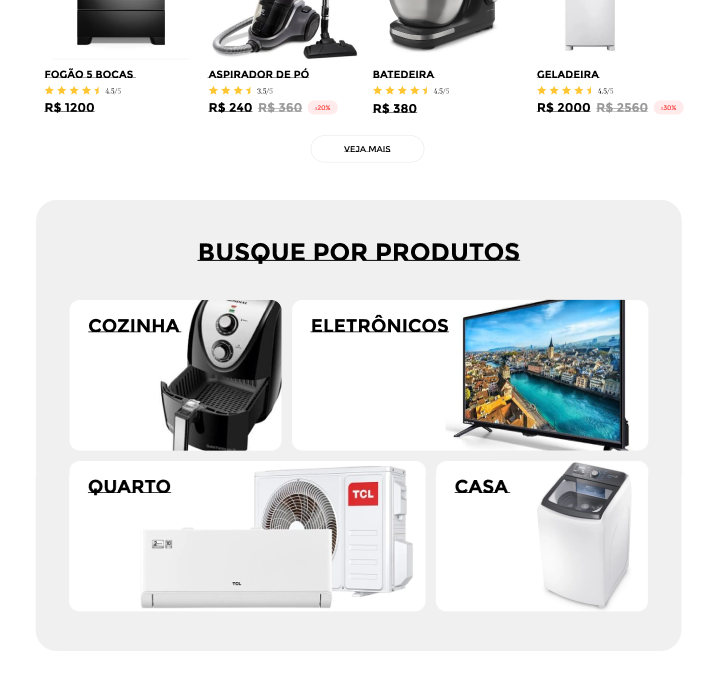 FOGÃO 5 BOCAS
ASPIRADOR DE PÓ
BATEDEIRA
GELADEIRA
4.5/5
3.5/5
4.5/5
4.5/5
R$ 1200
R$ 240 R$ 360 -20%
R$ 380
R$ 2000 R$ 2560 -30%
VEJA MAIS
BUSQUE POR PRODUTOS
COZINHA
ELETRÔNICOS
QUARTO
TCL
TCL
CASA